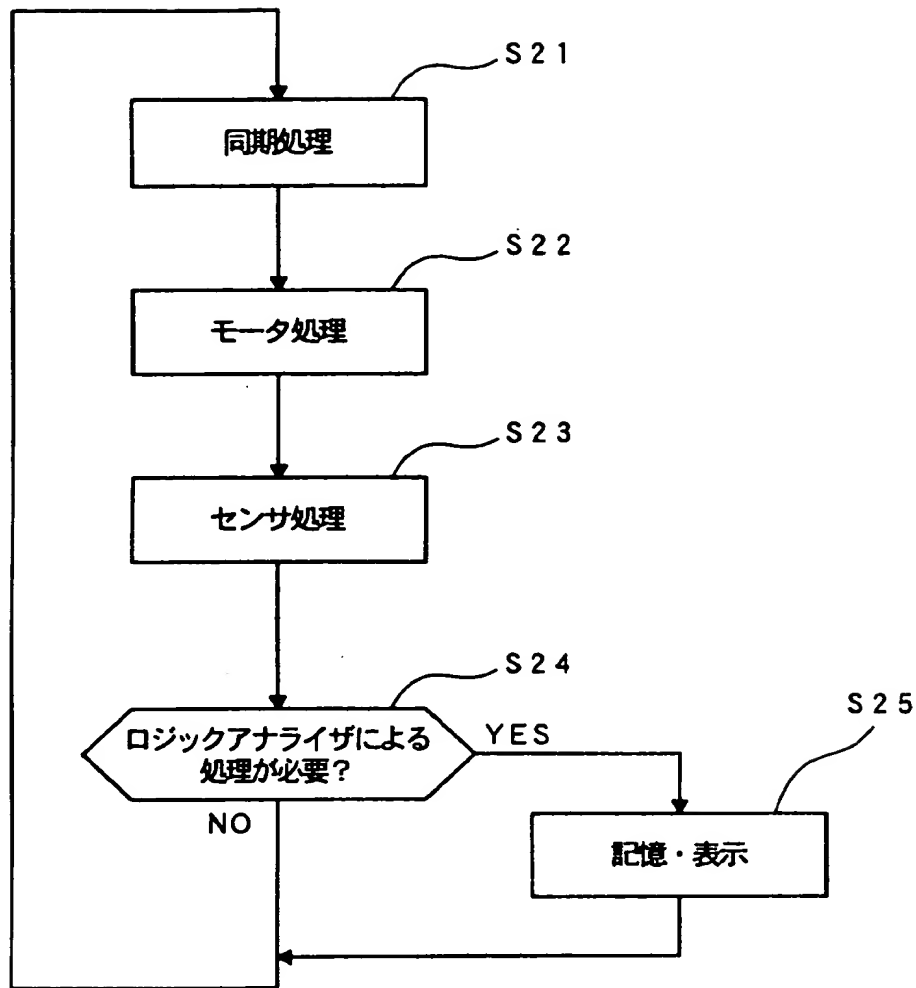 S21
同期処理
S22
モータ処理
S23
センサ処理
S24
ロジックアナライザによる
処理が必要?
YES
NO
S25
記憶・表示